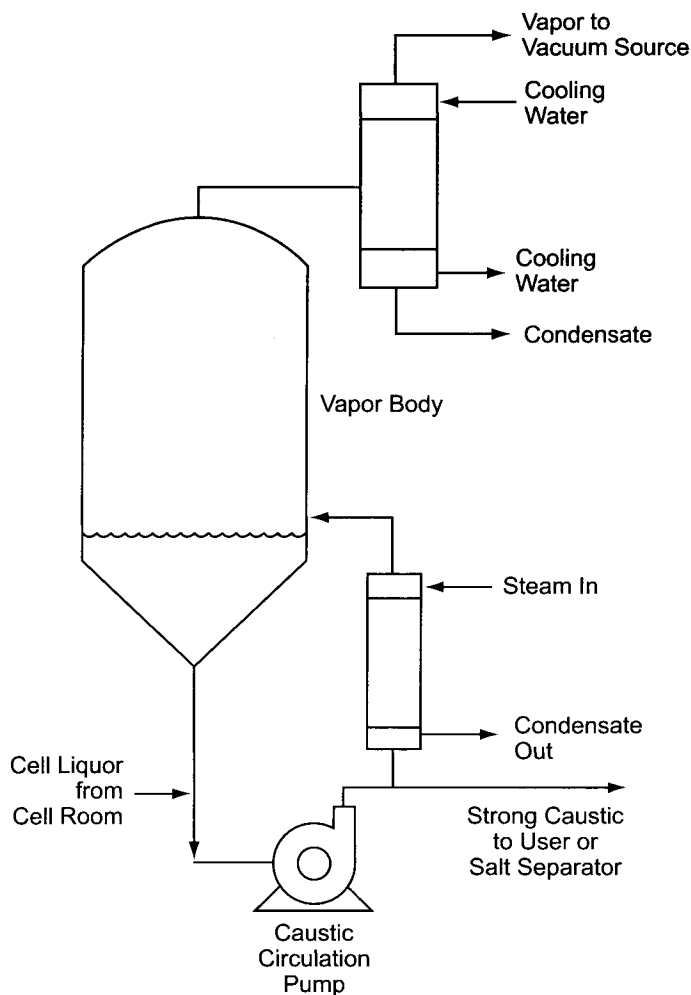 Vapor to
Vacuum Source
Cooling
Water
Cooling
Water
Condensate
Vapor Body
Steam In
Condensate
Out
Cell Liquor
from
Cell Room
Strong Caustic
to User or
Salt Separator
Caustic
Circulation
Pump